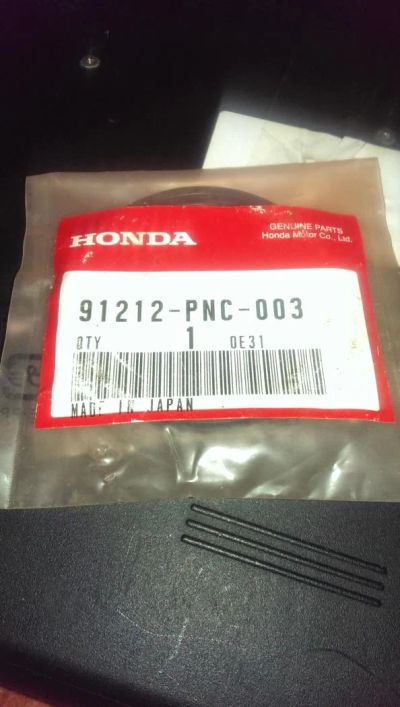 HONDA
GENUINE PARTS
Honda Motor Co., Ltd.
91212-PNC-003
QTY 1 0E31
MADE IN JAPAN